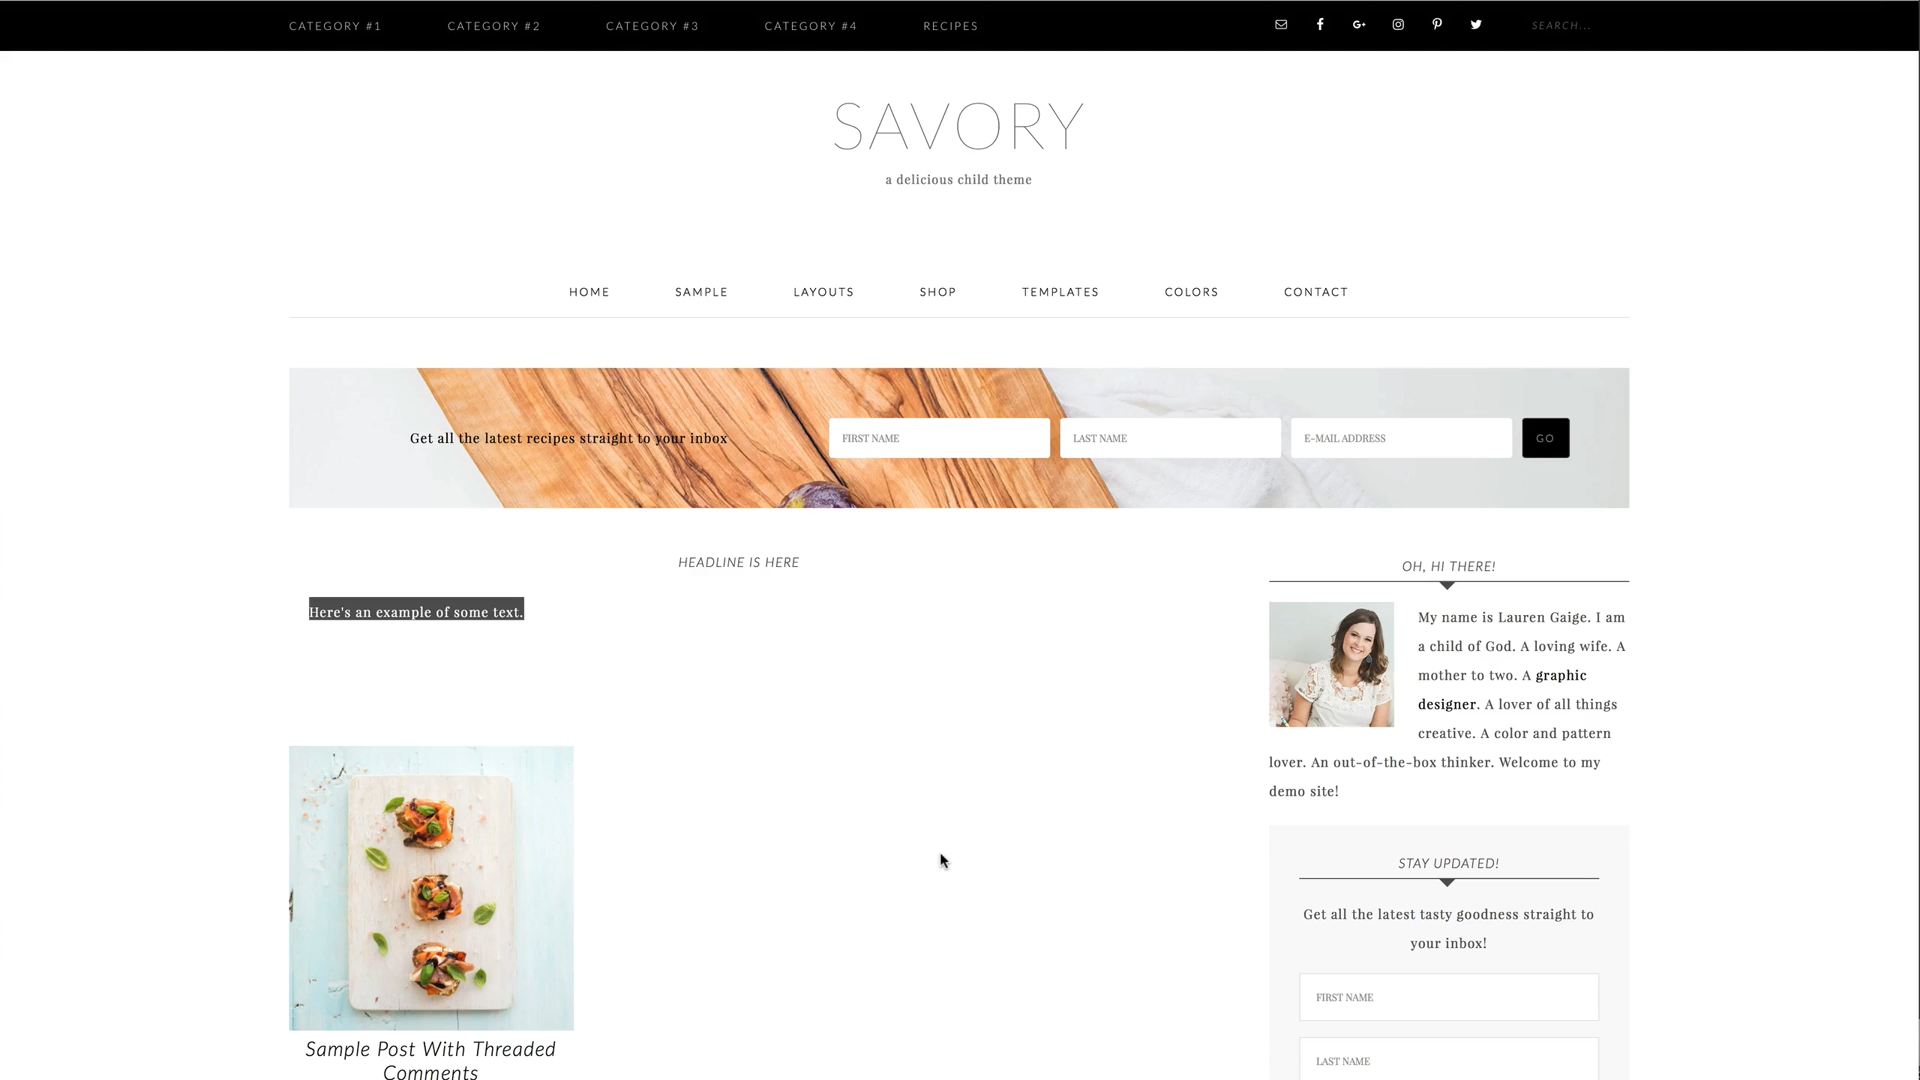 CATEGORY #1 CATEGORY #2 CATEGORY #3 CATEGORY #4 RECIPES SEARCH...
SAVORY
a delicious child theme
HOME SAMPLE LAYOUTS SHOP TEMPLATES COLORS CONTACT
Get all the latest recipes straight to your inbox FIRST NAME LAST NAME E-MAIL ADDRESS GO
HEADLINE IS HERE
Here's an example of some text.
Sample Post With Threaded
Comments
OH, HI THERE!
My name is Lauren Gaige. I am
a child of God. A loving wife. A
mother to two. A graphic
designer. A lover of all things
creative. A color and pattern
lover. An out-of-the-box thinker. Welcome to my
demo site!
STAY UPDATED!
Get all the latest tasty goodness straight to
your inbox!
FIRST NAME
LAST NAME